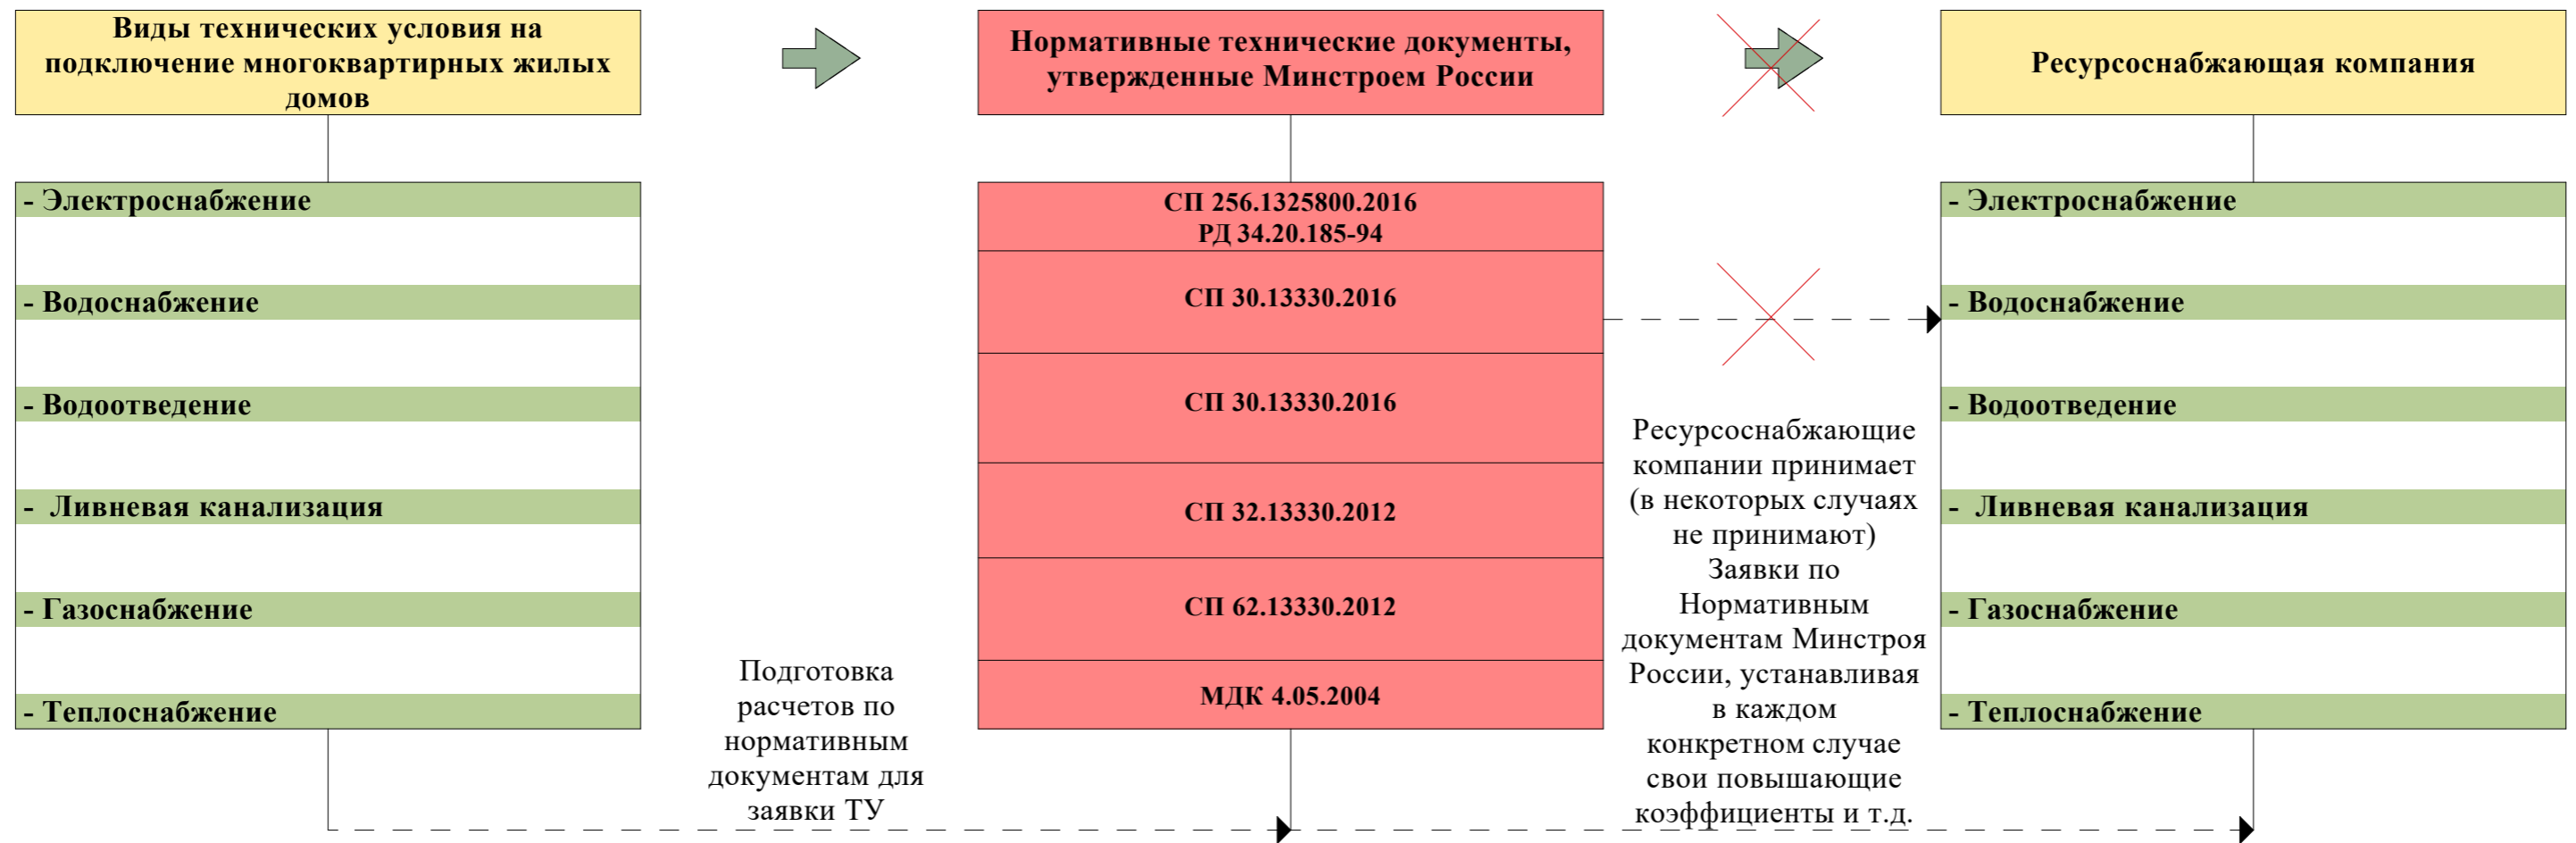 Виды технических условия на
подключение многоквартирных жилых
домов
Нормативные технические документы,
утвержденные Минстроем России
Ресурсоснабжающая компания
- Электроснабжение
- Водоснабжение
- Водоотведение
- Ливневая канализация
- Газоснабжение
- Теплоснабжение
Подготовка
расчетов по
нормативным
документам для
заявки ТУ
СП 256.1325800.2016
РД 34.20.185-94
СП 30.13330.2016
СП 30.13330.2016
СП 32.13330.2012
СП 62.13330.2012
МДК 4.05.2004
Ресурсоснабжающие
компании принимает
(в некоторых случаях
не принимают)
Заявки по
Нормативным
документам Минстроя
России, устанавливая
в каждом
конкретном случае
свои повышающие
коэффициенты и т.д.
- Электроснабжение
- Водоснабжение
- Водоотведение
- Ливневая канализация
- Газоснабжение
- Теплоснабжение